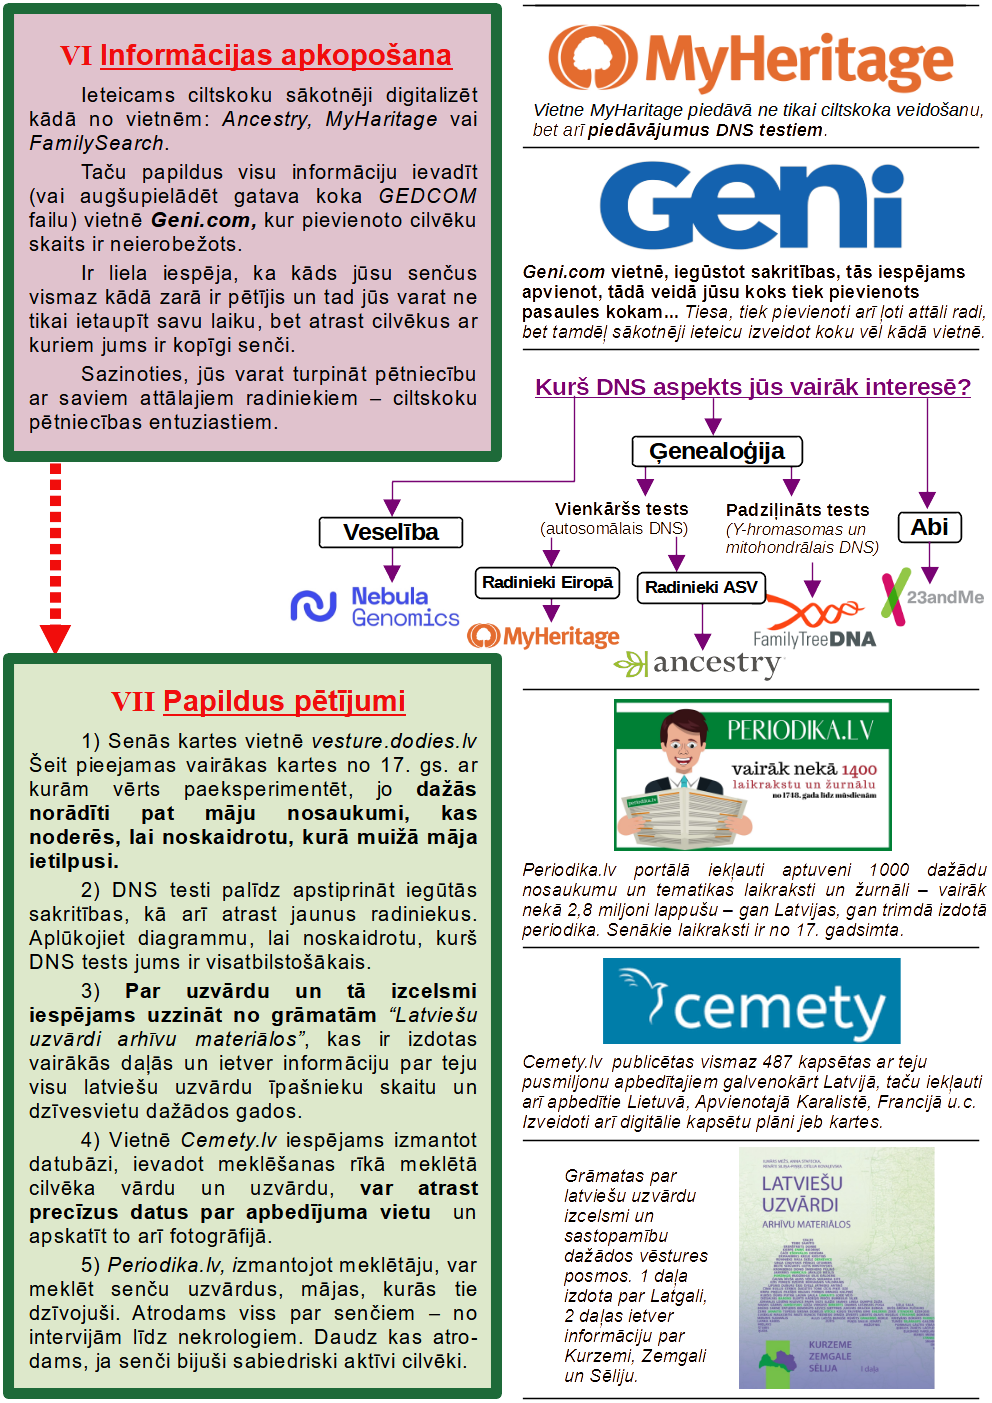 VI Informācijas apkopošana
Ieteicams ciltskoku sākotnēji digitalizēt
kādā no vietnēm: Ancestry, MyHaritage vai
FamilySearch.
Taču papildus visu informāciju ievadīt
(vai augšupielādēt gatava koka GEDCOM
failu) vietnē Geni.com, kur pievienoto cilvēku
skaits ir neierobežots.
Ir liela iespēja, ka kāds jūsu senčus
vismaz kādā zarā ir pētījis un tad jūs varat ne
tikai ietaupīt savu laiku, bet atrast cilvēkus ar
kuriem jums ir kopīgi senči.
Sazinoties, jūs varat turpināt pētniecību
ar saviem attālajiem radiniekiem – ciltskoku
pētniecības entuziastiem.
MyHeritage
Vietne MyHaritage piedāvā ne tikai ciltskoka veidošanu,
bet arī piedāvājumus DNS testiem.
Geni
Geni.com vietnē, iegūstot sakritības, tās iespējams
apvienot, tādā veidā jūsu koks tiek pievienots
pasaules kokam... Tiesa, tiek pievienoti arī ļoti attāli radi,
bet tamdēļ sākotnēji ieteicu izveidot koku vēl kādā vietnē.
Kurš DNS aspekts jūs vairāk interesē?
Ģenealoģija
Vienkāršs tests
(autosomālais DNS)
Padziļināts tests
(Y-hromasomas un
mitohondrālais DNS)
Veselība
Abi
Radinieki Eiropā
Radinieki ASV
Nebula
Genomics
MyHeritage
ancestry
FamilyTreeDNA
23andMe
VII Papildus pētījumi
1) Senās kartes vietnē vesture.dodies.lv
Šeit pieejamas vairākas kartes no 17. gs. ar
kurām vērts paeksperimentēt, jo dažās
norādīti pat māju nosaukumi, kas
noderēs, lai noskaidrotu, kurā muižā māja
ietilpusi.
2) DNS testi palīdz apstiprināt iegūtās
sakritības, kā arī atrast jaunus radiniekus.
Aplūkojiet diagrammu, lai noskaidrotu, kurš
DNS tests jums ir visatbilstošākais.
3) Par uzvārdu un tā izcelsmi
iespējams uzzināt no grāmatām “Latviešu
uzvārdi arhīvu materiālos”, kas ir izdotas
vairākās daļās un ietver informāciju par teju
visu latviešu uzvārdu īpašnieku skaitu un
dzīvesvietu dažādos gados.
4) Vietnē Cemety.lv iespējams izmantot
datubāzi, ievadot meklēšanas rīkā meklētā
cilvēka vārdu un uzvārdu, var atrast
precīzus datus par apbedījuma vietu un
apskatīt to arī fotogrāfijā.
5) Periodika.lv, izmantojot meklētāju, var
meklēt senču uzvārdus, mājas, kurās tie
dzīvojuši. Atrodams viss par senčiem – no
intervijām līdz nekrologiem. Daudz kas atro-
dams, ja senči bijuši sabiedriski aktīvi cilvēki.
PERIODIKA.LV
vairāk nekā 1400
laikrakstu un žurnālu
no 1748. gada līdz mūsdienām
periodika.lv
Periodika.lv portālā iekļauti aptuveni 1000 dažādu
nosaukumu un tematikas laikraksti un žurnāli – vairāk
nekā 2,8 miljoni lappušu – gan Latvijas, gan trimdā izdotā
periodika. Senākie laikraksti ir no 17. gadsimta.
cemety
Cemety.lv publicētas vismaz 487 kapsētas ar teju
pusmiljonu apbedītajiem galvenokārt Latvijā, taču iekļauti
arī apbedītie Lietuvā, Apvienotajā Karalistē, Francijā u.c.
Izveidoti arī digitālie kapsētu plāni jeb kartes.
Grāmatas par
latviešu uzvārdu
izcelsmi un
sastopamību
dažādos vēstures
posmos. 1 daļa
izdota par Latgali,
2 daļas ietver
informāciju par
Kurzemi, Zemgali
un Sēliju.
LATVIEŠU
UZVĀRDI
ARHĪVU MATERIĀLOS
KURZEME
ZEMGALE
SĒLIJA
I daļa